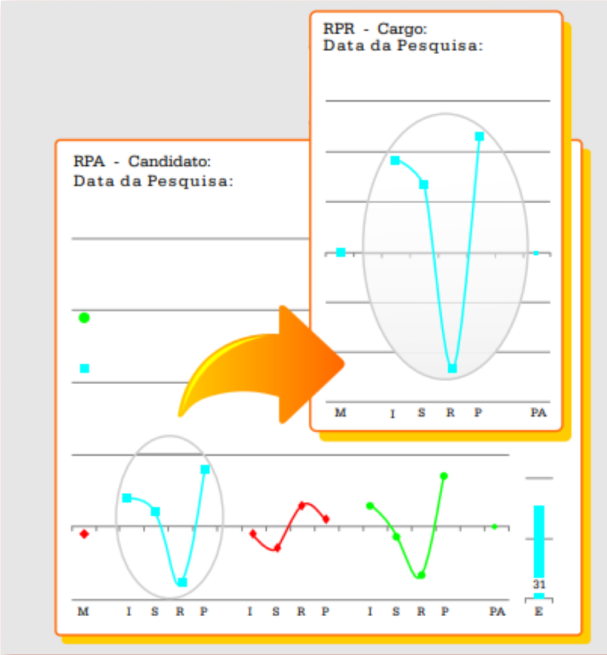 RPR - Cargo:
Data da Pesquisa:
M I S R P PA
RPA - Candidato:
Data da Pesquisa:
31
M I S R P I S R P I S R P PA E